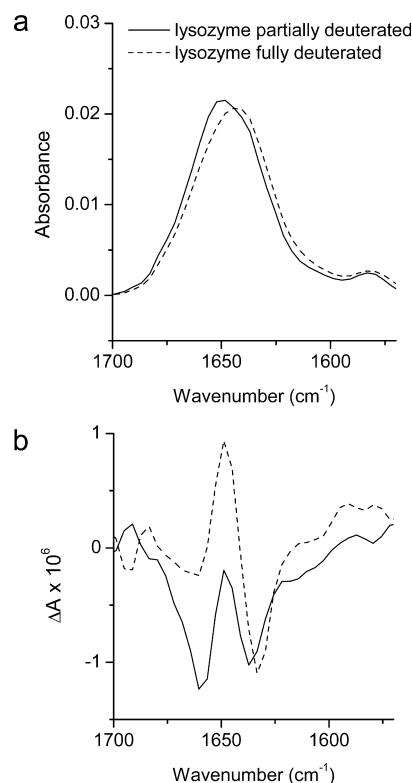 a
lysozyme partially deuterated
lysozyme fully deuterated
0.03
0.02
0.01
0.00
Absorbance
1700
1650
1600
Wavenumber (cm⁻¹)
b
1
0
-1
ΔA x 10⁶
1700
1650
1600
Wavenumber (cm⁻¹)